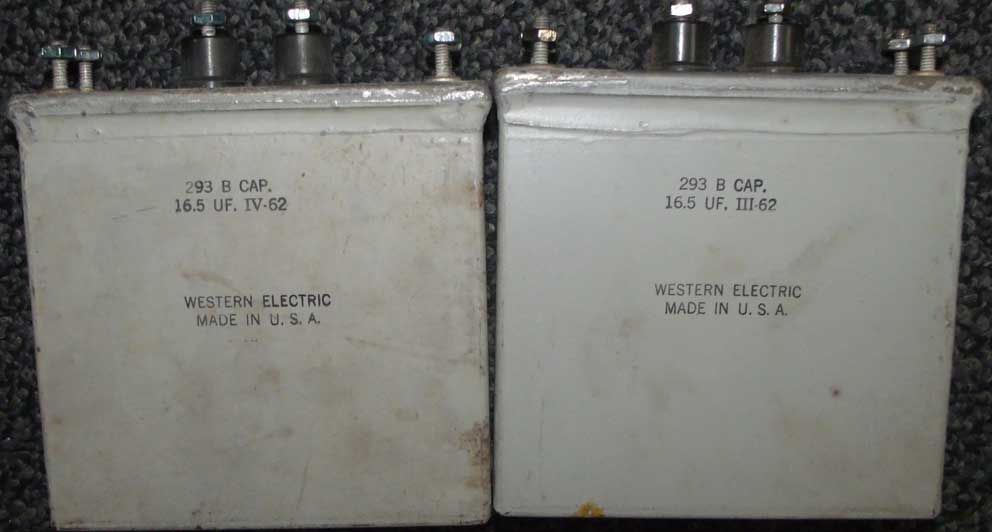 293 B CAP.
16.5 UF. IV-62
WESTERN ELECTRIC
MADE IN U. S. A.
293 B CAP.
16.5 UF. III-62
WESTERN ELECTRIC
MADE IN U. S. A.